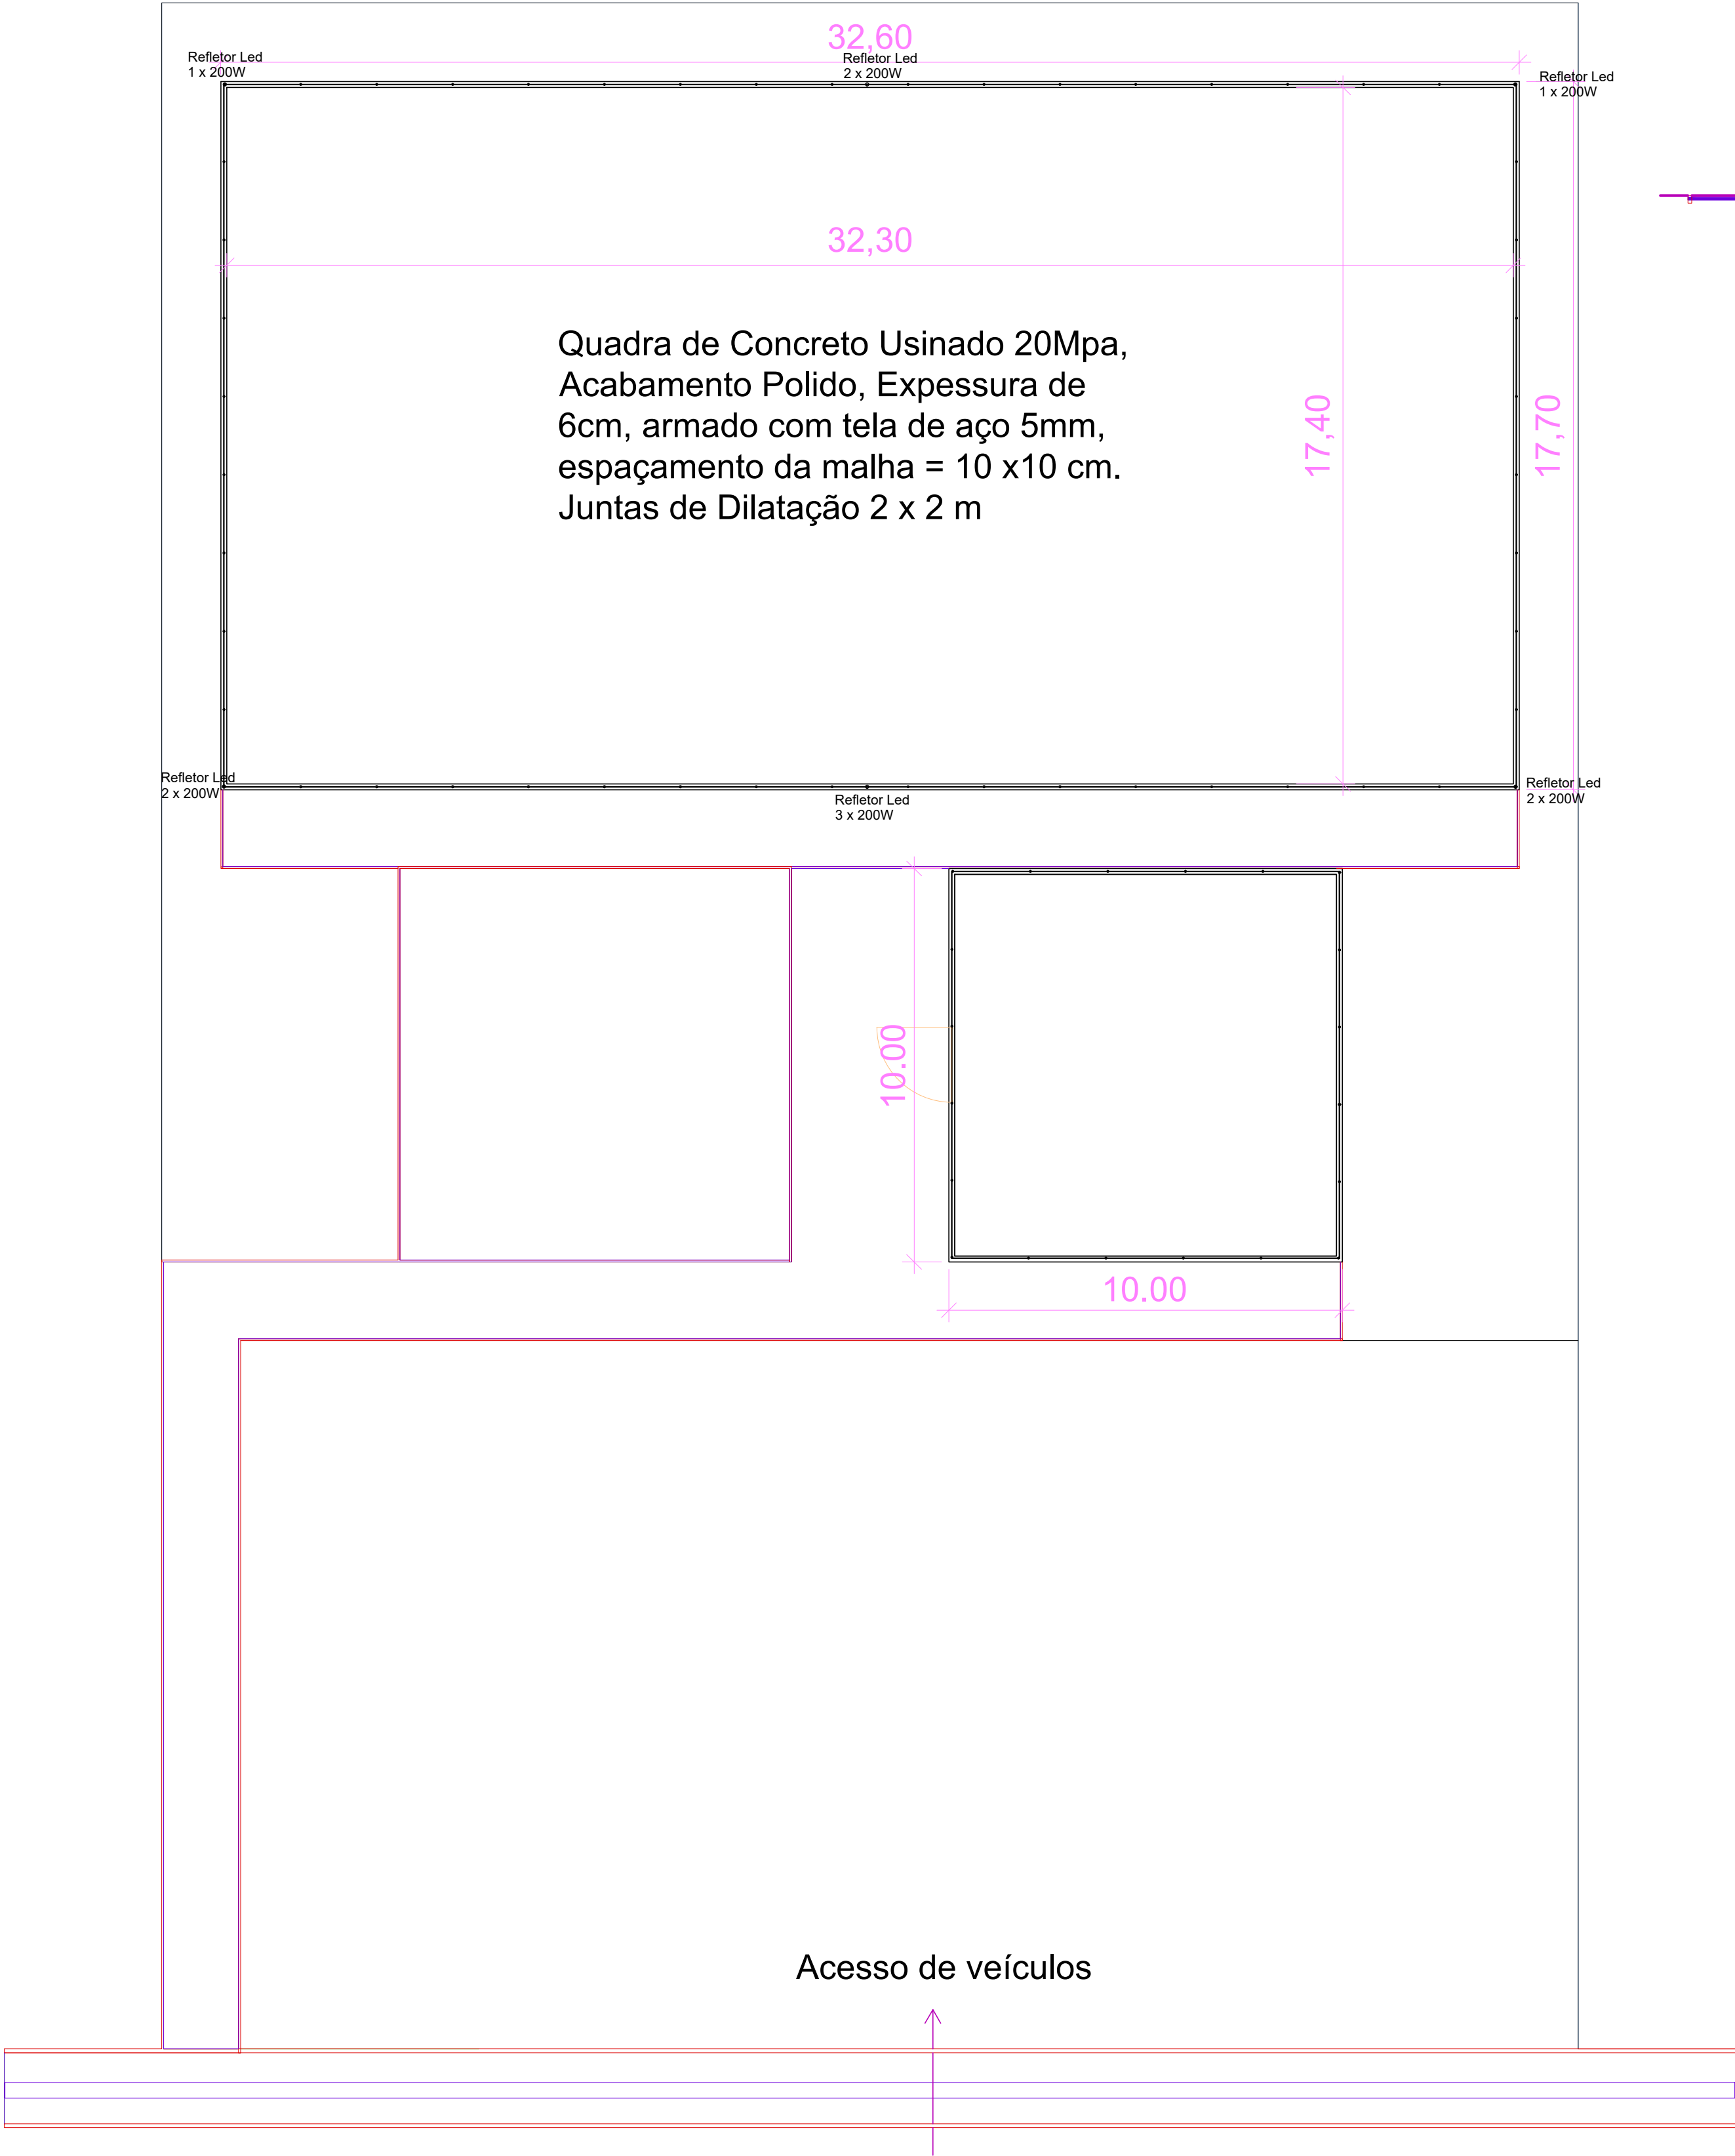 32,60
Refletor Led
1 x 200W
Refletor Led
2 x 200W
Refletor Led
1 x 200W
32,30
Quadra de Concreto Usinado 20Mpa,
Acabamento Polido, Expessura de
6cm, armado com tela de aço 5mm,
espaçamento da malha = 10 x10 cm.
Juntas de Dilatação 2 x 2 m
17,40
17,70
Refletor Led
2 x 200W
Refletor Led
3 x 200W
Refletor Led
2 x 200W
10.00
10.00
Acesso de veículos